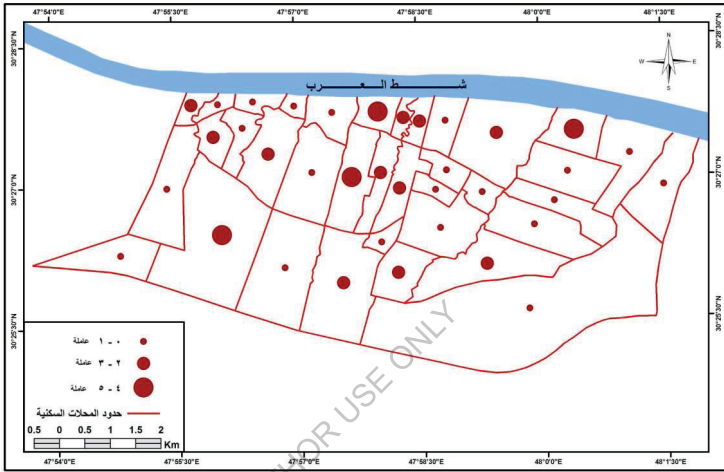 47°54'0"E 47°55'30"E 47°57'0"E 47°58'30"E 48°0'0"E 48°1'30"E
30°28'30"N
30°27'0"N
30°25'30"N
30°28'30"N
30°27'0"N
30°25'30"N
N
W E
S
شـــط الـعـــرب
٠ - ١ عاملة
٢ - ٣ عاملة
٤ - ٥ عاملة
حدود المحلات السكنية
0.5 0 0.5 1 1.5 2
Km
HOR USE ONLY
47°54'0"E 47°55'30"E 47°57'0"E 47°58'30"E 48°0'0"E 48°1'30"E